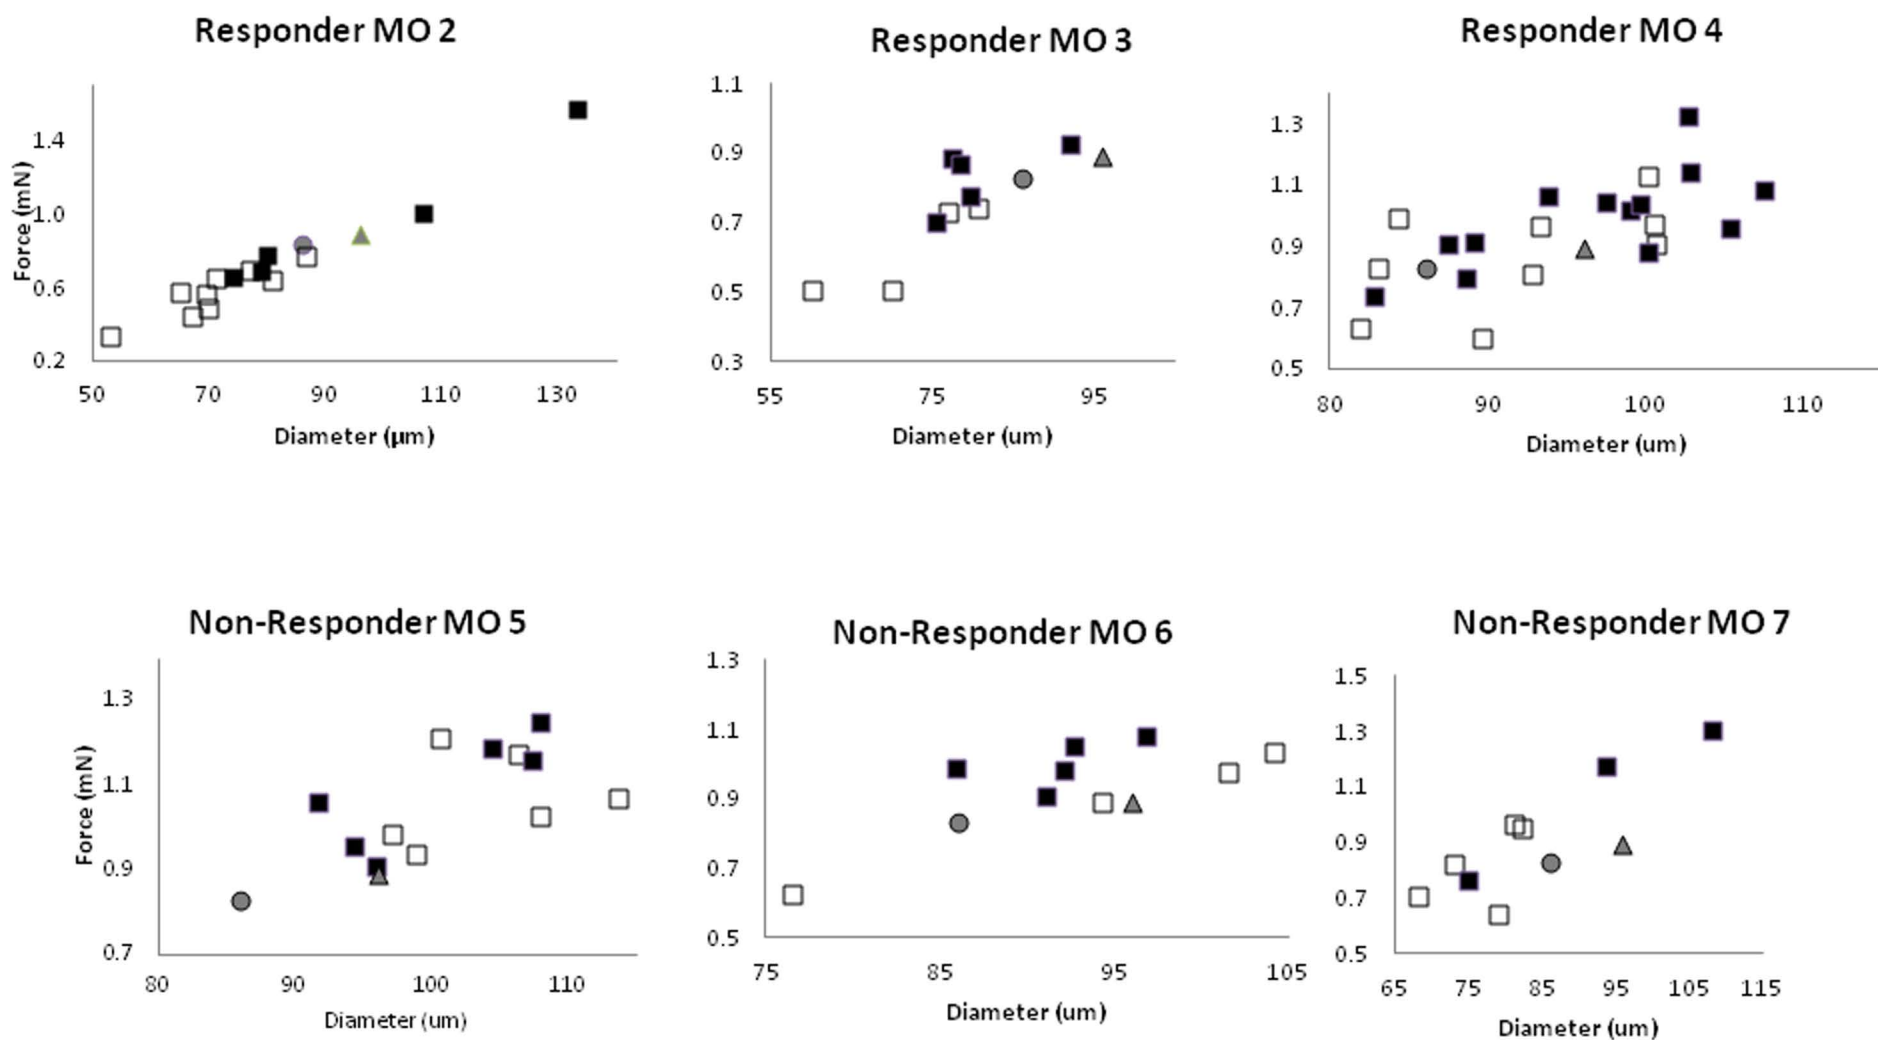 Responder MO 2
Responder MO 3
Responder MO 4
Force (mN)
1.4
1.0
0.6
0.2
50 70 90 110 130
Diameter (μm)
1.1
0.9
0.7
0.5
0.3
55 75 95
Diameter (um)
1.3
1.1
0.9
0.7
0.5
80 90 100 110
Diameter (um)
Non-Responder MO 5
Non-Responder MO 6
Non-Responder MO 7
Force (mN)
1.3
1.1
0.9
0.7
80 90 100 110
Diameter (um)
1.3
1.1
0.9
0.7
0.5
75 85 95 105
Diameter (um)
1.5
1.3
1.1
0.9
0.7
0.5
65 75 85 95 105 115
Diameter (um)